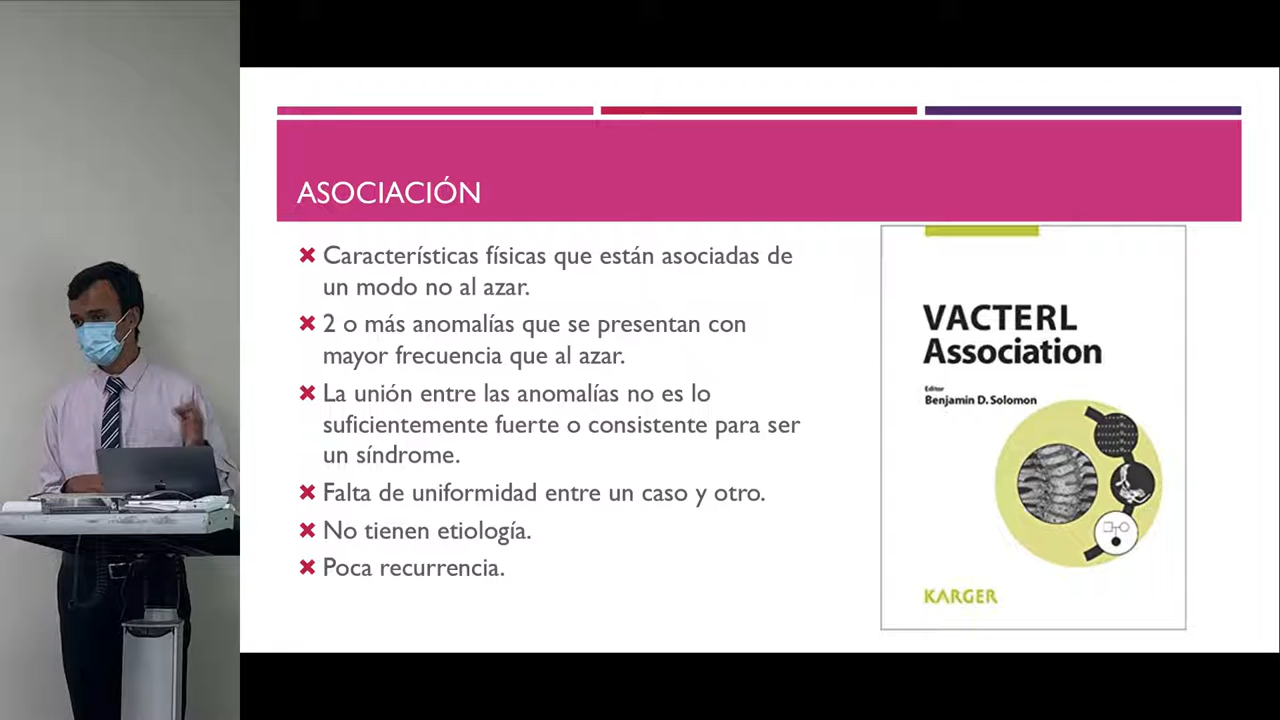 ASOCIACIÓN
Características físicas que están asociadas de
un modo no al azar.
2 o más anomalías que se presentan con
mayor frecuencia que al azar.
La unión entre las anomalías no es lo
suficientemente fuerte o consistente para ser
un síndrome.
Falta de uniformidad entre un caso y otro.
No tienen etiología.
Poca recurrencia.
VACTERL
Association
Editor
Benjamin D. Solomon
KARGER